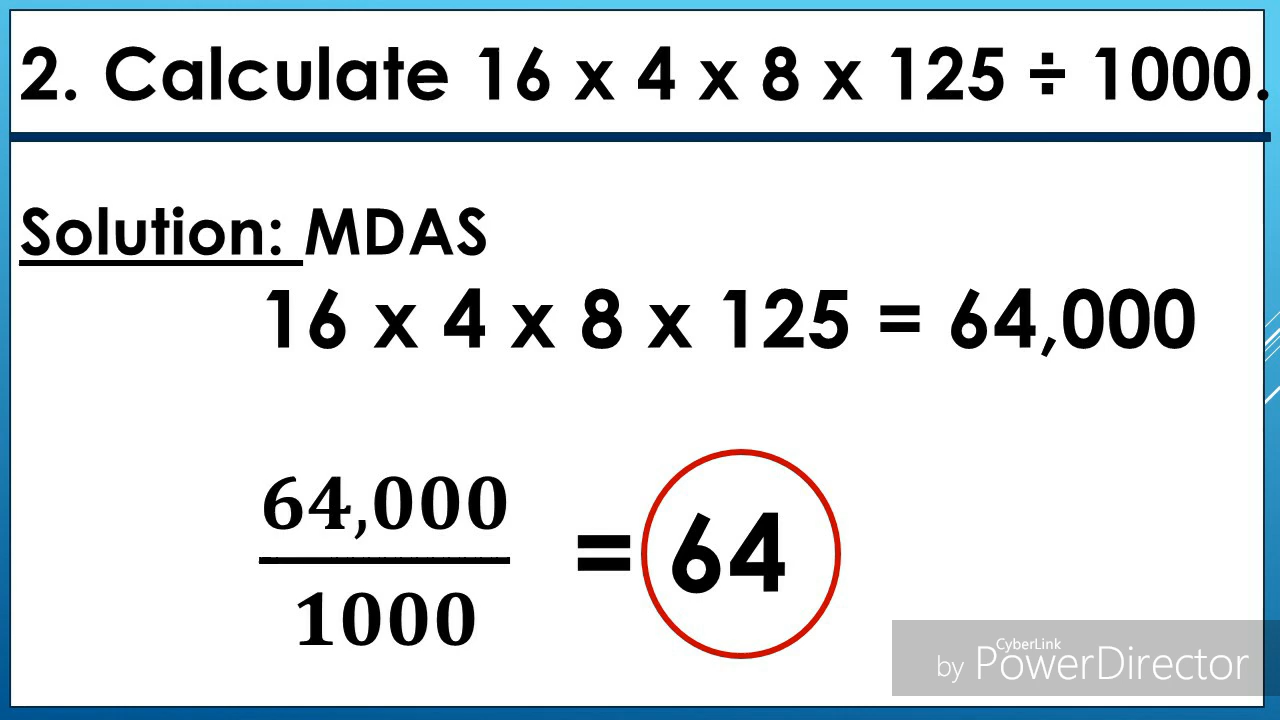 2. Calculate 16 x 4 x 8 x 125 ÷ 1000.
Solution: MDAS
16 x 4 x 8 x 125 = 64,000
64,000
1000
= 64
CyberLink
by PowerDirector